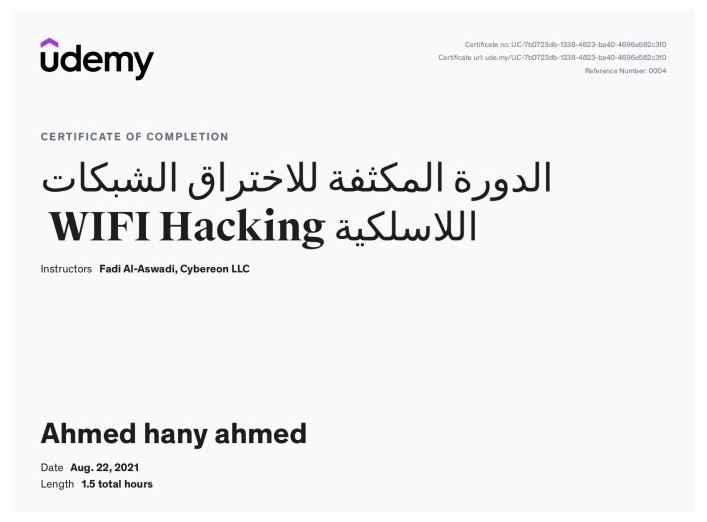 udemy
Certificate no: UC-7b0723db-1338-4623-ba40-4696e562c3f0
Certificate url: ude.my/UC-7b0723db-1338-4623-ba40-4696e562c3f0
Reference Number: 0004
CERTIFICATE OF COMPLETION
الدورة المكثفة للاختراق الشبكات
اللاسلكية WIFI Hacking
Instructors Fadi Al-Aswadi, Cybereon LLC
Ahmed hany ahmed
Date Aug. 22, 2021
Length 1.5 total hours